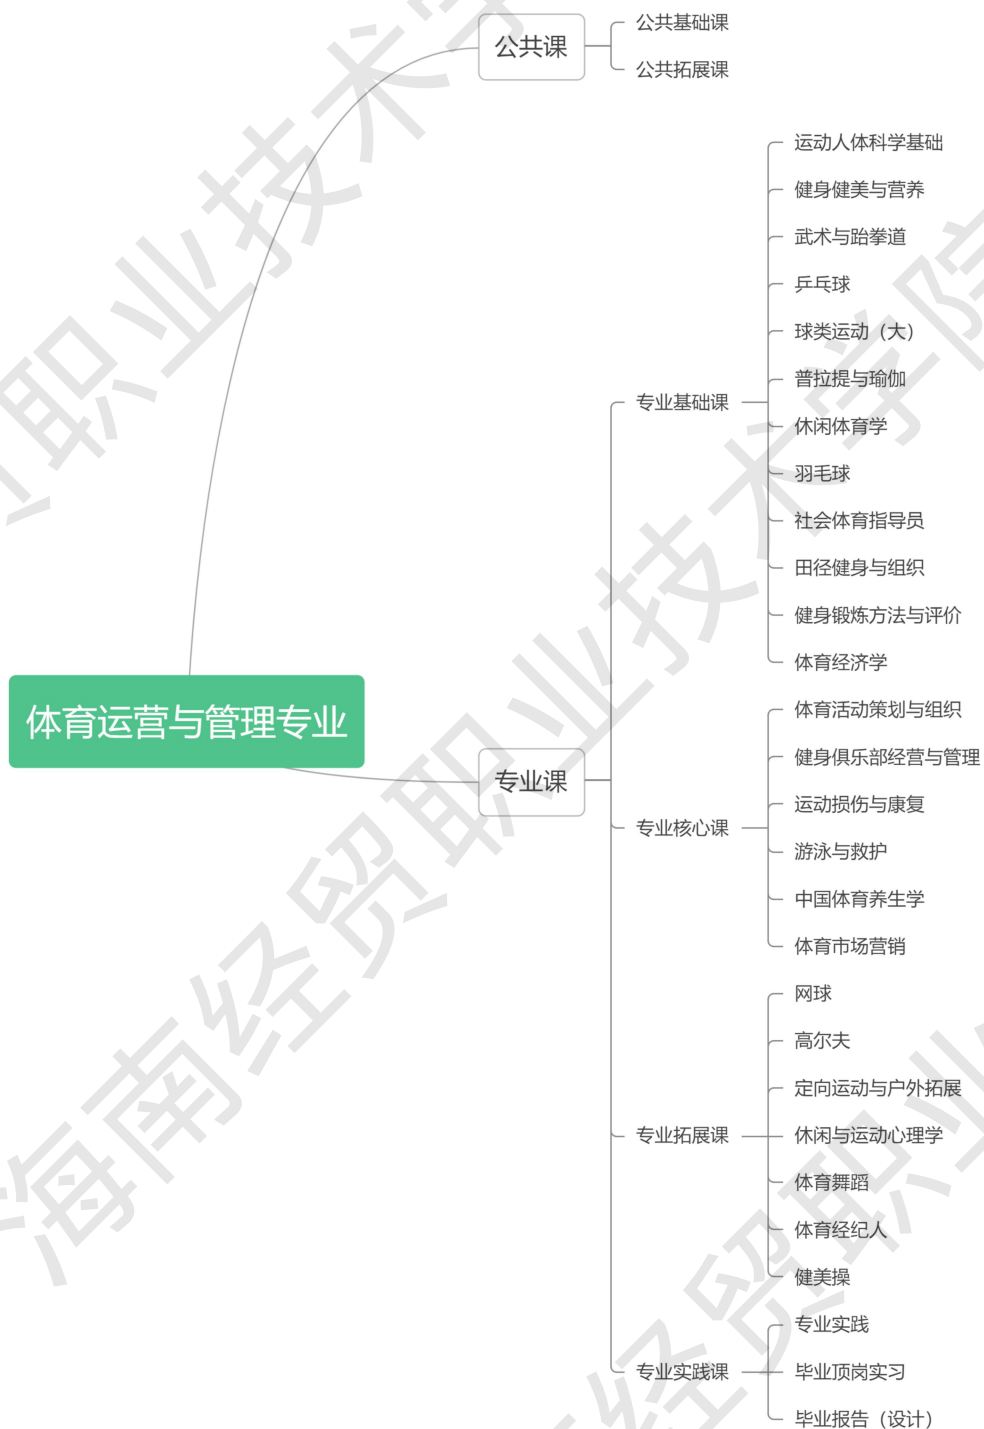 公共课
公共基础课
公共拓展课
运动人体科学基础
健身健美与营养
武术与跆拳道
乒乓球
球类运动（大）
普拉提与瑜伽
专业基础课
休闲体育学
羽毛球
社会体育指导员
田径健身与组织
健身锻炼方法与评价
体育经济学
体育运营与管理专业
专业课
体育活动策划与组织
健身俱乐部经营与管理
运动损伤与康复
专业核心课
游泳与救护
中国体育养生学
体育市场营销
网球
高尔夫
定向运动与户外拓展
专业拓展课
休闲与运动心理学
体育舞蹈
体育经纪人
健美操
专业实践
专业实践课
毕业顶岗实习
毕业报告（设计）
海南经贸职业技术学院
贸职业技术学
经贸职业